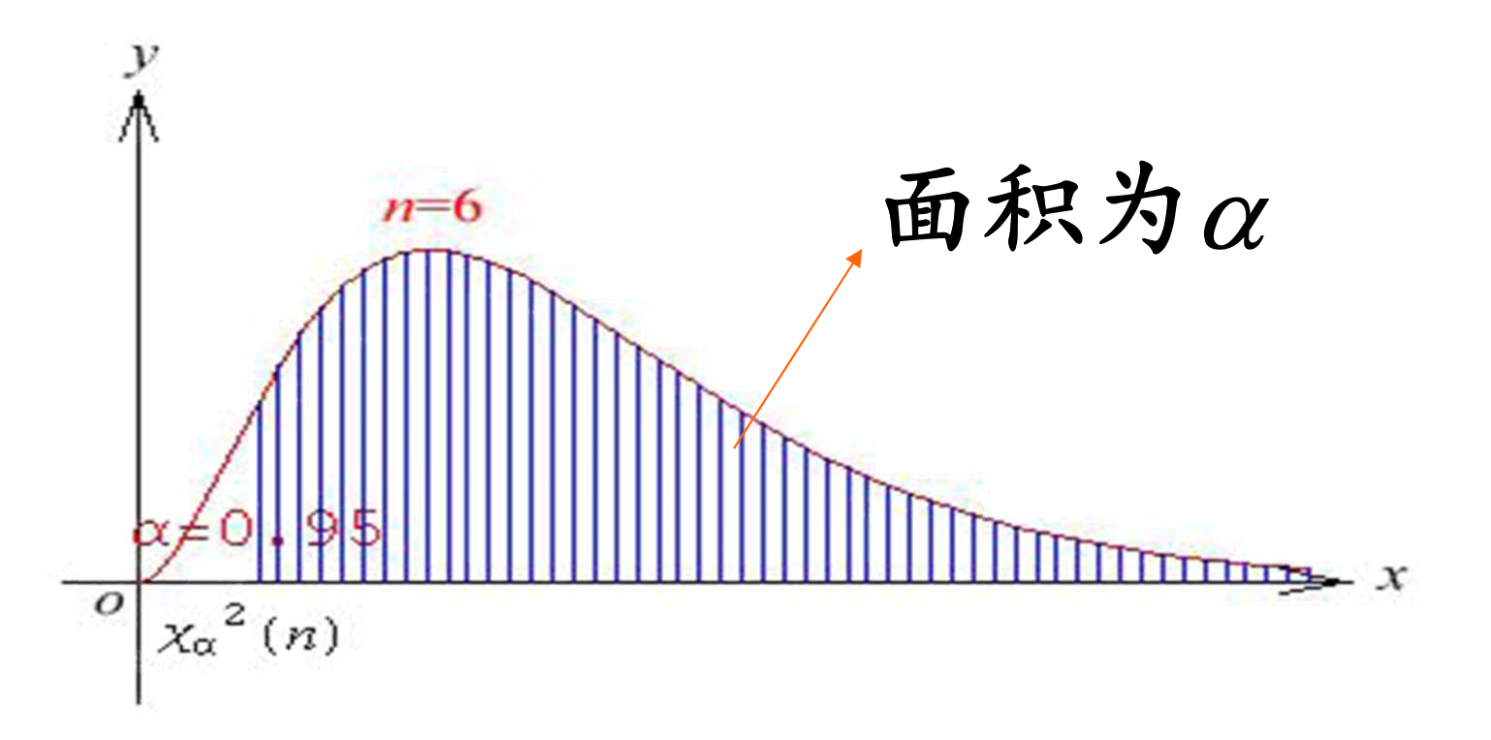 y
n=6
面积为α
α=0.95
o
x
χα²(n)